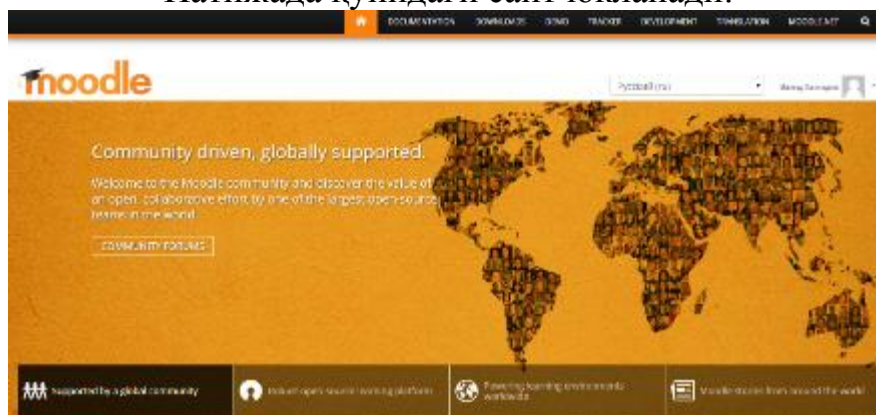 Натижада қуйидаги сайт юкланади:
DOCUMENTATION DOWNLOADS DEMO TRACKER DEVELOPMENT TRANSLATION MOODLE.NET
moodle
Русский (ru)
Community driven, globally supported.
Welcome to the Moodle community and discover the value of
an open, collaborative effort by one of the largest open-source
teams in the world
COMMUNITY FORUMS
Supported by a global community
Robust open-source learning platform
Powering learning environments
worldwide
Moodle stories from around the world